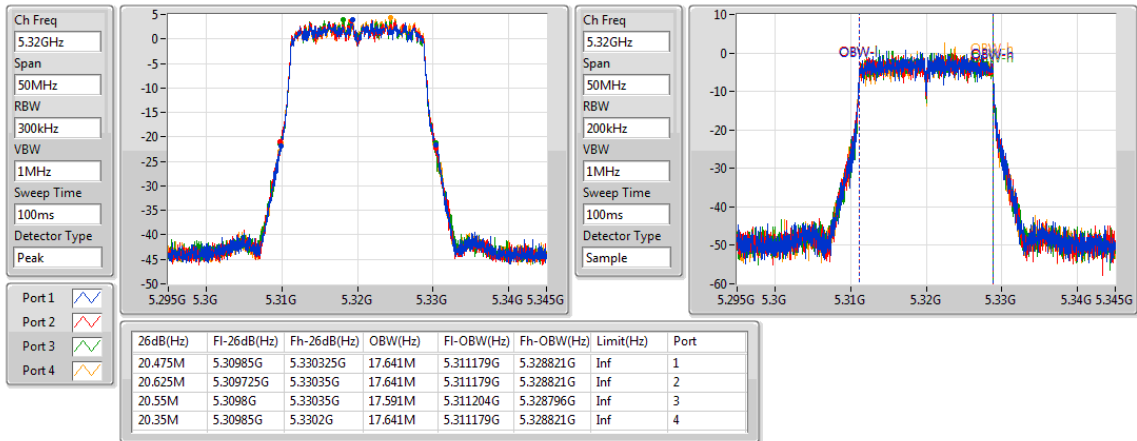 Ch Freq
5.32GHz
Span
50MHz
RBW
300kHz
VBW
1MHz
Sweep Time
100ms
Detector Type
Peak
5
0
-5
-10
-15
-20
-25
-30
-35
-40
-45
-50
5.295G 5.3G 5.31G 5.32G 5.33G 5.34G 5.345G
Ch Freq
5.32GHz
Span
50MHz
RBW
200kHz
VBW
1MHz
Sweep Time
100ms
Detector Type
Sample
10
0
-10
-20
-30
-40
-50
-60
OBW-l OBW-h
5.295G 5.3G 5.31G 5.32G 5.33G 5.34G 5.345G
Port 1
Port 2
Port 3
Port 4
26dB(Hz) Fl-26dB(Hz) Fh-26dB(Hz) OBW(Hz) Fl-OBW(Hz) Fh-OBW(Hz) Limit(Hz) Port
20.475M 5.30985G 5.330325G 17.641M 5.311179G 5.328821G Inf 1
20.625M 5.309725G 5.33035G 17.641M 5.311179G 5.328821G Inf 2
20.55M 5.3098G 5.33035G 17.591M 5.311204G 5.328796G Inf 3
20.35M 5.30985G 5.3302G 17.641M 5.311179G 5.328821G Inf 4